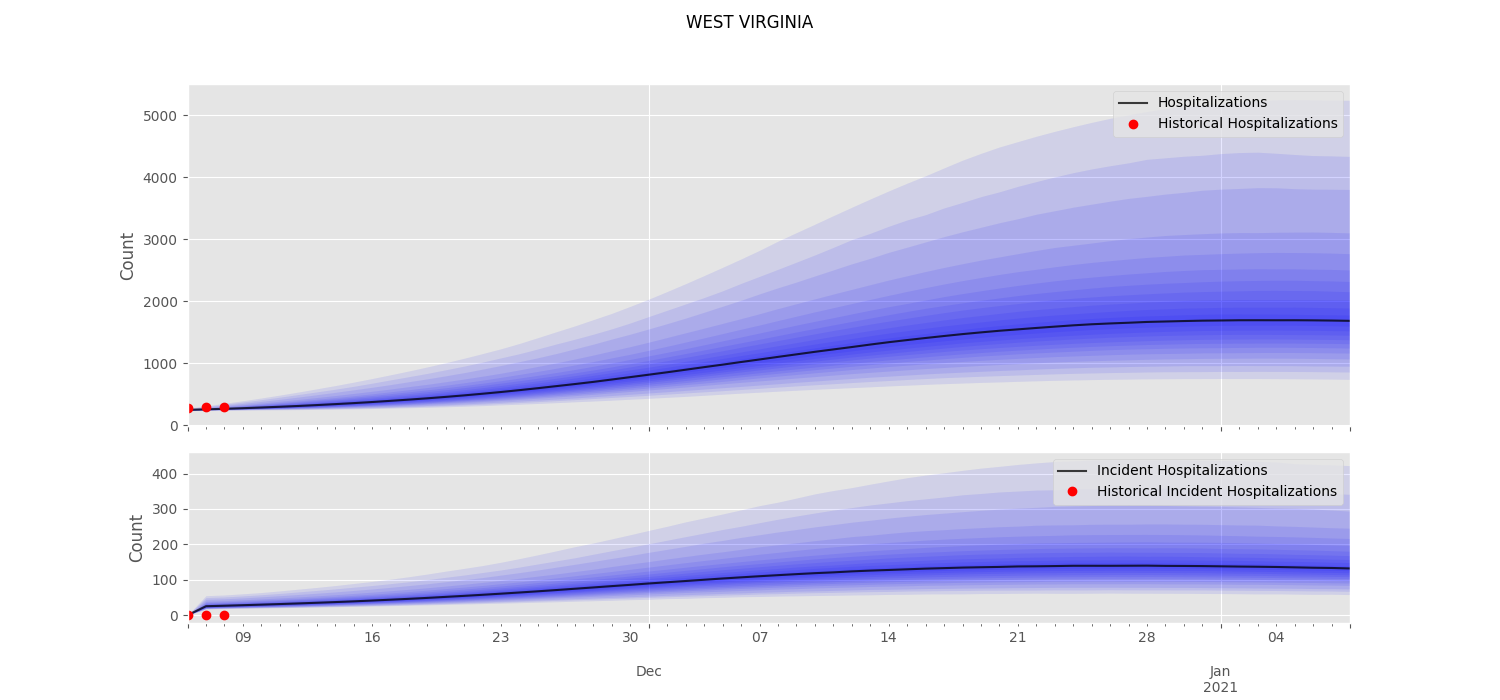 WEST VIRGINIA
Hospitalizations
Historical Hospitalizations
5000
4000
3000
2000
1000
0
Count
Incident Hospitalizations
Historical Incident Hospitalizations
400
300
200
100
0
Count
09 16 23 30 07 14 21 28 04
Dec Jan
2021